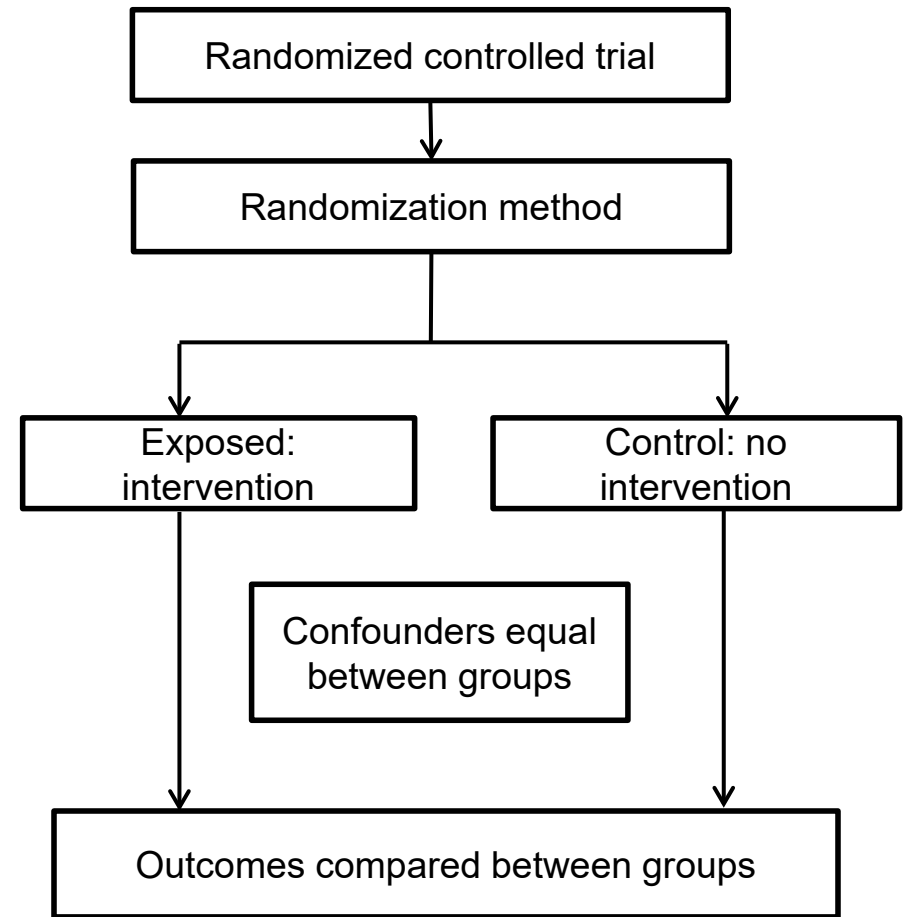 Randomized controlled trial
Randomization method
Exposed:
intervention
Control: no
intervention
Confounders equal
between groups
Outcomes compared between groups